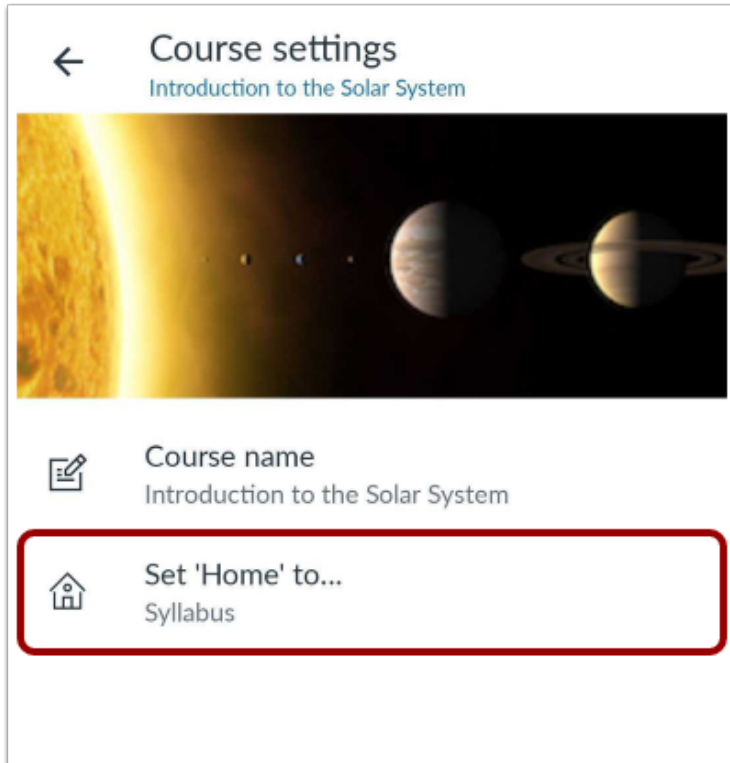 Course settings
Introduction to the Solar System
Course name
Introduction to the Solar System
Set 'Home' to...
Syllabus